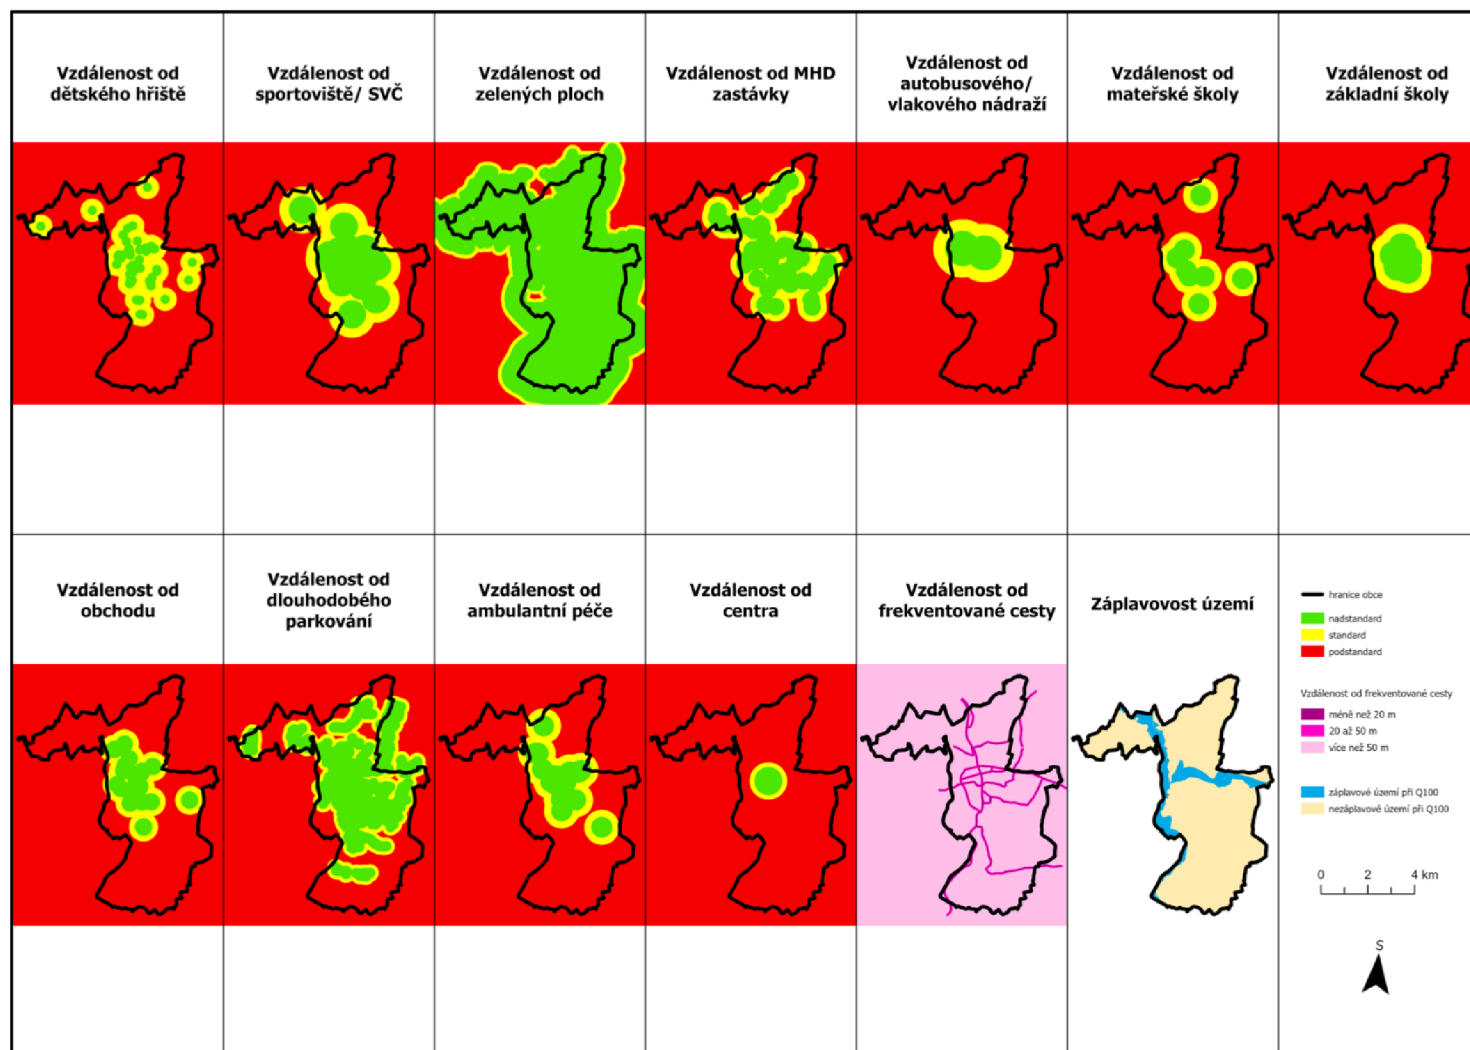 Vzdálenost od
dětského hřiště
Vzdálenost od
sportoviště/ SVČ
Vzdálenost od
zelených ploch
Vzdálenost od MHD
zastávky
Vzdálenost od
autobusového/
vlakového nádraží
Vzdálenost od
mateřské školy
Vzdálenost od
základní školy
Vzdálenost od
obchodu
Vzdálenost od
dlouhodobého
parkování
Vzdálenost od
ambulantní péče
Vzdálenost od
centra
Vzdálenost od
frekventované cesty
Záplavovost území
hranice obce
nadstandard
standard
podstandard
Vzdálenost od frekventované cesty
méně než 20 m
20 až 50 m
více než 50 m
záplavové území při Q100
nezáplavové území při Q100
0 2 4 km
S